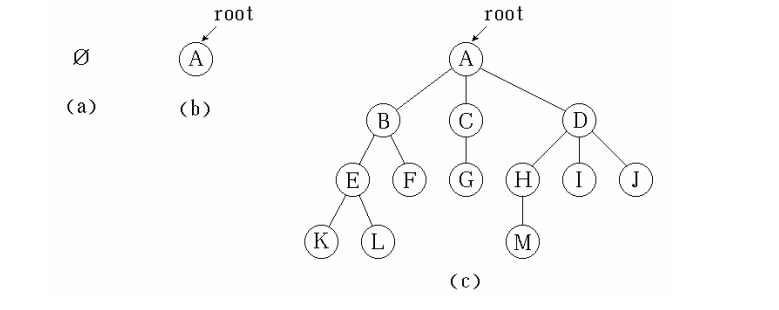 root root
Ø A A
(a) (b)
B C D
E F G H I J
K L M
(c)